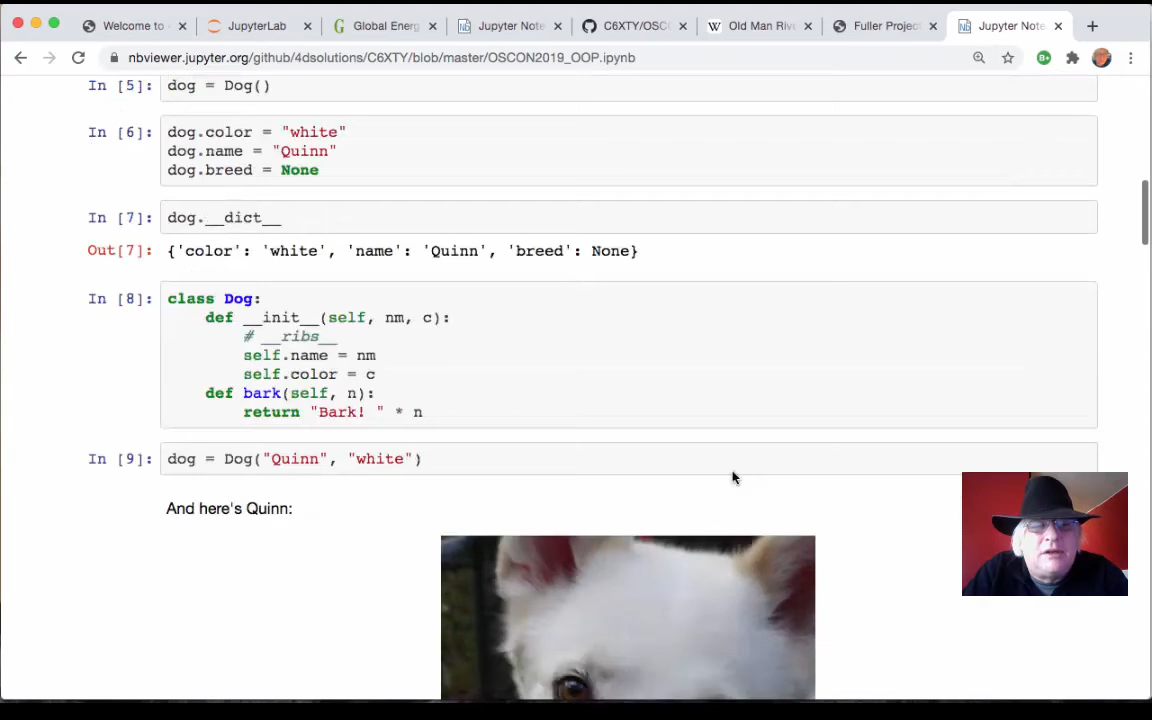 Welcome to
JupyterLab
Global Energ
Jupyter Note
C6XTY/OSC
Old Man Riv
Fuller Projec
Jupyter Note
nbviewer.jupyter.org/github/4dsolutions/C6XTY/blob/master/OSCON2019_OOP.ipynb
In [5]: dog = Dog()
In [6]: dog.color = "white"
dog.name = "Quinn"
dog.breed = None
In [7]: dog.__dict__
Out[7]: {'color': 'white', 'name': 'Quinn', 'breed': None}
In [8]: class Dog:
def __init__(self, nm, c):
# __ribs__
self.name = nm
self.color = c
def bark(self, n):
return "Bark! " * n
In [9]: dog = Dog("Quinn", "white")
And here's Quinn: